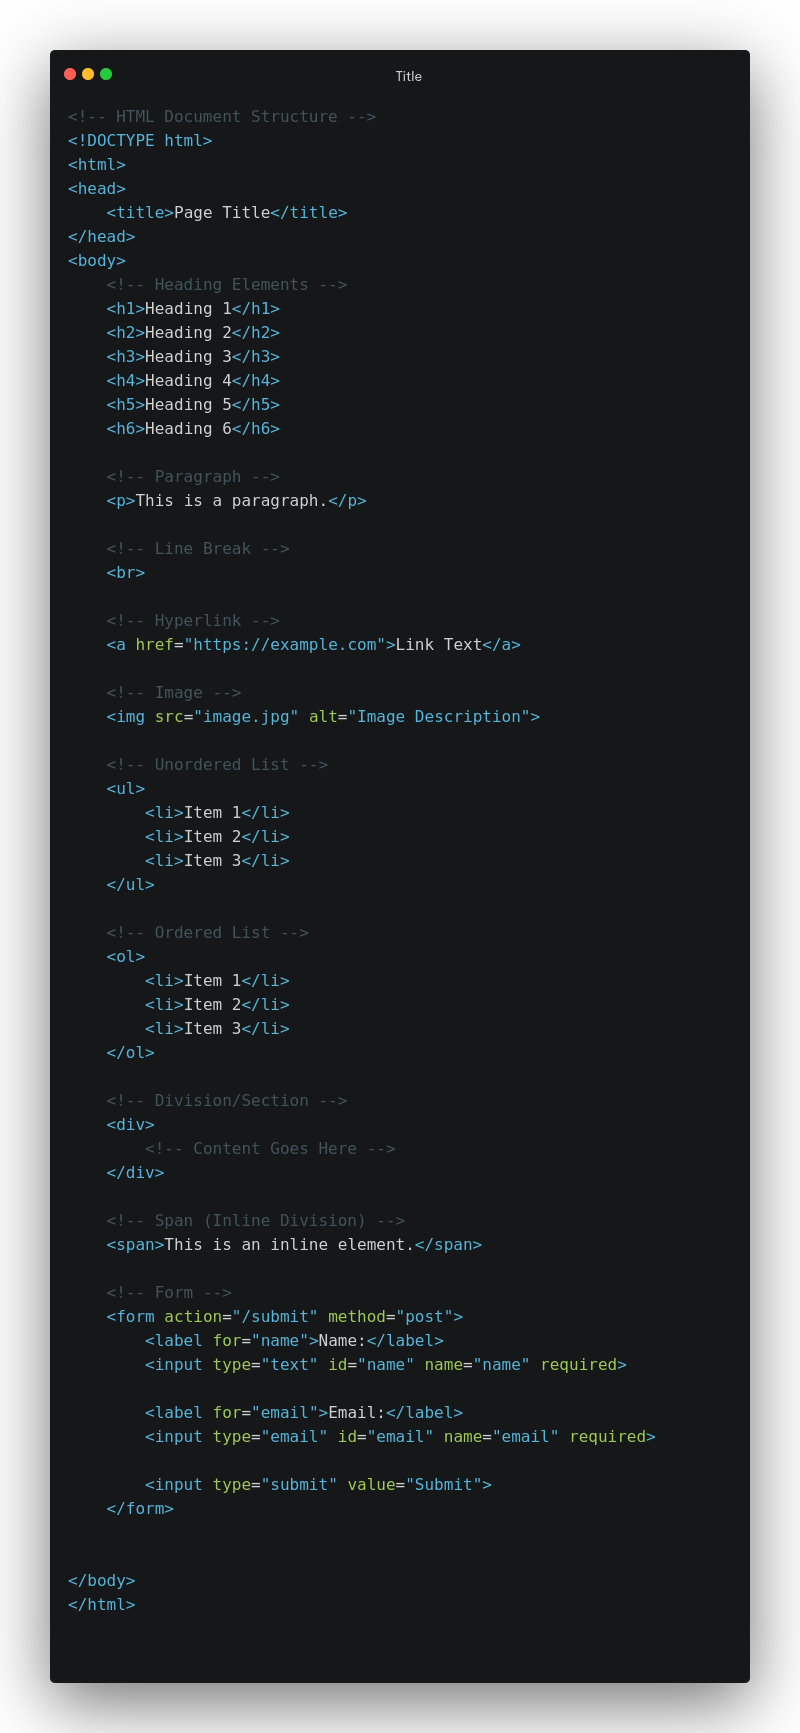 Title
<!-- HTML Document Structure -->
<!DOCTYPE html>
<html>
<head>
    <title>Page Title</title>
</head>
<body>
    <!-- Heading Elements -->
    <h1>Heading 1</h1>
    <h2>Heading 2</h2>
    <h3>Heading 3</h3>
    <h4>Heading 4</h4>
    <h5>Heading 5</h5>
    <h6>Heading 6</h6>

    <!-- Paragraph -->
    <p>This is a paragraph.</p>

    <!-- Line Break -->
    <br>

    <!-- Hyperlink -->
    <a href="https://example.com">Link Text</a>

    <!-- Image -->
    <img src="image.jpg" alt="Image Description">

    <!-- Unordered List -->
    <ul>
        <li>Item 1</li>
        <li>Item 2</li>
        <li>Item 3</li>
    </ul>

    <!-- Ordered List -->
    <ol>
        <li>Item 1</li>
        <li>Item 2</li>
        <li>Item 3</li>
    </ol>

    <!-- Division/Section -->
    <div>
        <!-- Content Goes Here -->
    </div>

    <!-- Span (Inline Division) -->
    <span>This is an inline element.</span>

    <!-- Form -->
    <form action="/submit" method="post">
        <label for="name">Name:</label>
        <input type="text" id="name" name="name" required>

        <label for="email">Email:</label>
        <input type="email" id="email" name="email" required>

        <input type="submit" value="Submit">
    </form>


</body>
</html>